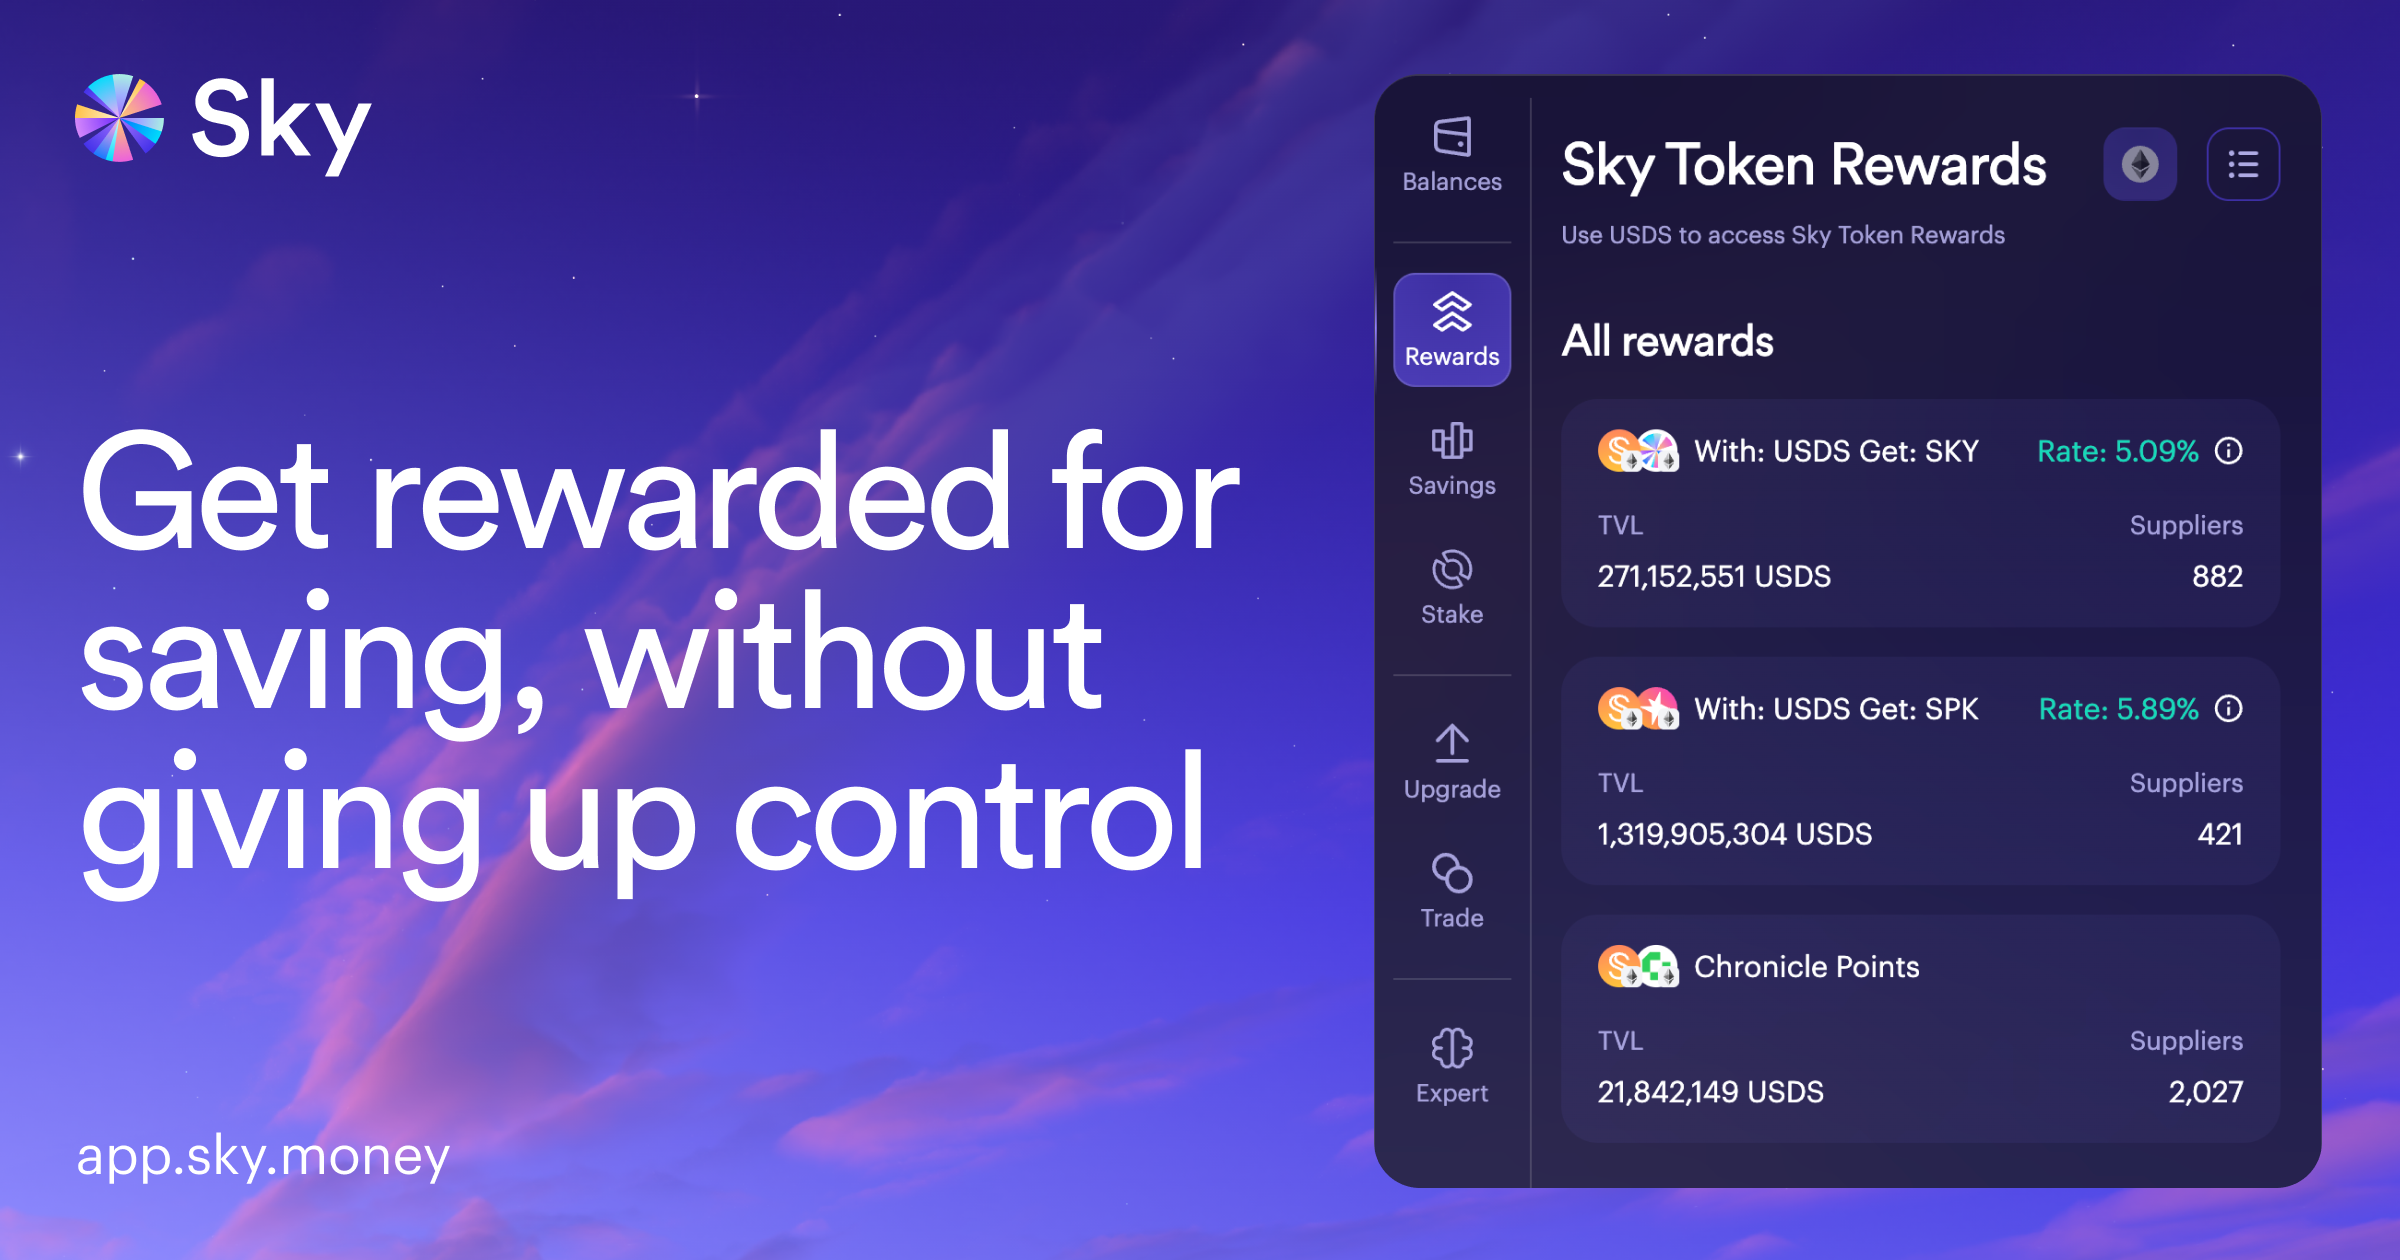 Sky
Get rewarded for
saving, without
giving up control
app.sky.money
Balances
Rewards
Savings
Stake
Upgrade
Trade
Expert
Sky Token Rewards
Use USDS to access Sky Token Rewards
All rewards
With: USDS Get: SKY Rate: 5.09%
TVL Suppliers
271,152,551 USDS 882
With: USDS Get: SPK Rate: 5.89%
TVL Suppliers
1,319,905,304 USDS 421
Chronicle Points
TVL Suppliers
21,842,149 USDS 2,027